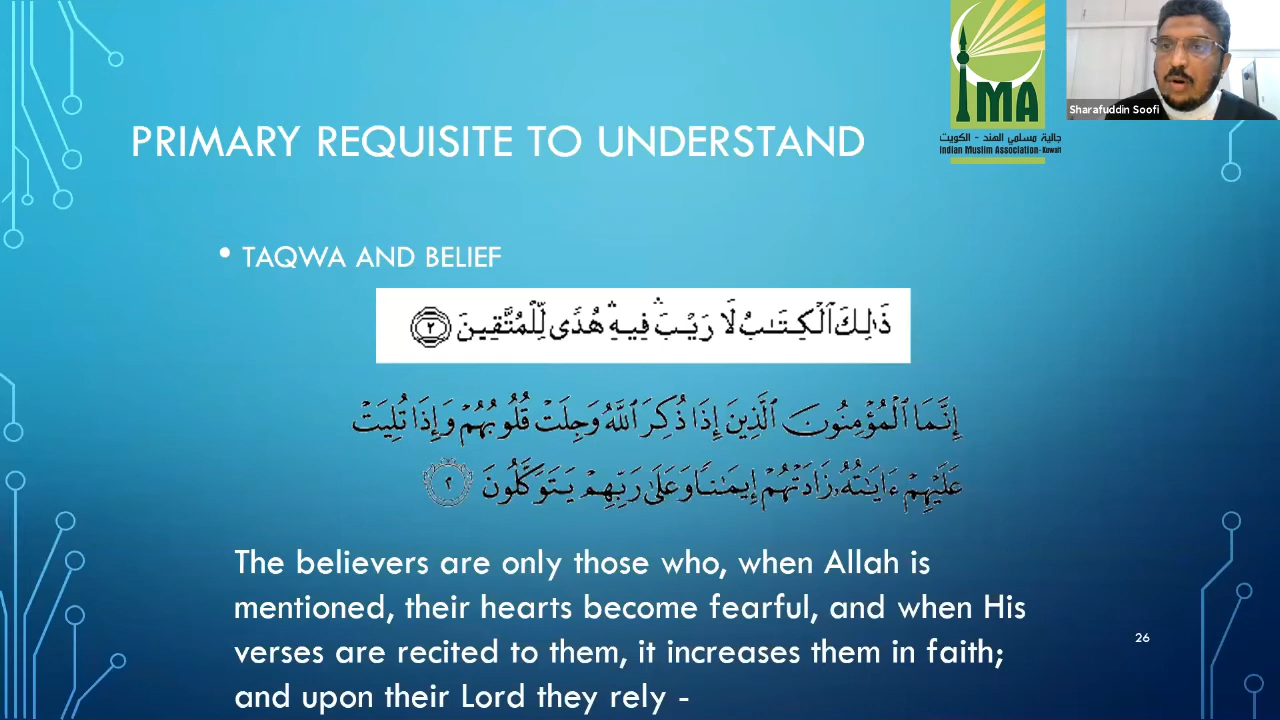 IMA
جالية مسلمي الهند - الكويت
Indian Muslim Association-Kuwait
Sharafuddin Soofi
PRIMARY REQUISITE TO UNDERSTAND
• TAQWA AND BELIEF
ذَٰلِكَ ٱلْكِتَـٰبُ لَا رَيْبَ ۛ فِيهِ ۛ هُدًى لِّلْمُتَّقِينَ ٢
إِنَّمَا ٱلْمُؤْمِنُونَ ٱلَّذِينَ إِذَا ذُكِرَ ٱللَّهُ وَجِلَتْ قُلُوبُهُمْ وَإِذَا تُلِيَتْ
عَلَيْهِمْ ءَايَـٰتُهُۥ زَادَتْهُمْ إِيمَـٰنًا وَعَلَىٰ رَبِّهِمْ يَتَوَكَّلُونَ ٢
The believers are only those who, when Allah is
mentioned, their hearts become fearful, and when His
verses are recited to them, it increases them in faith;
and upon their Lord they rely -
26